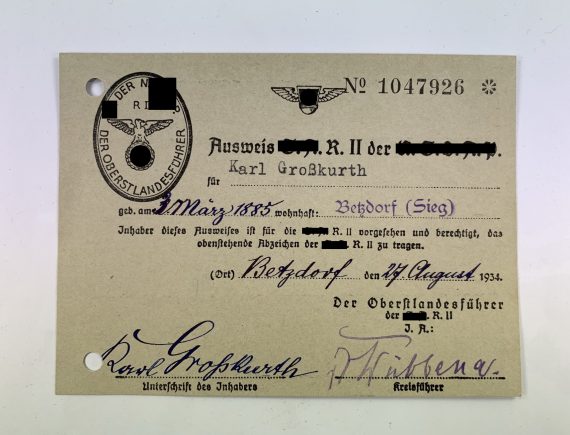 DER N P
RI
DER OBERSTLANDESFÜHRER
Nº 1047926
Ausweis R. II der .
Karl Großkurth
für
geb. am 3. März 1885 wohnhaft: Betzdorf (Sieg)
Inhaber dieses Ausweises ist für die R. II vorgesehen und berechtigt, das
obenstehende Abzeichen der R. II zu tragen.
(Ort) Betzdorf den 27. August 1934.
Der Oberstlandesführer
der R. II
J. A.:
Karl Großkurth
Unterschrift des Inhabers
Kreisführer